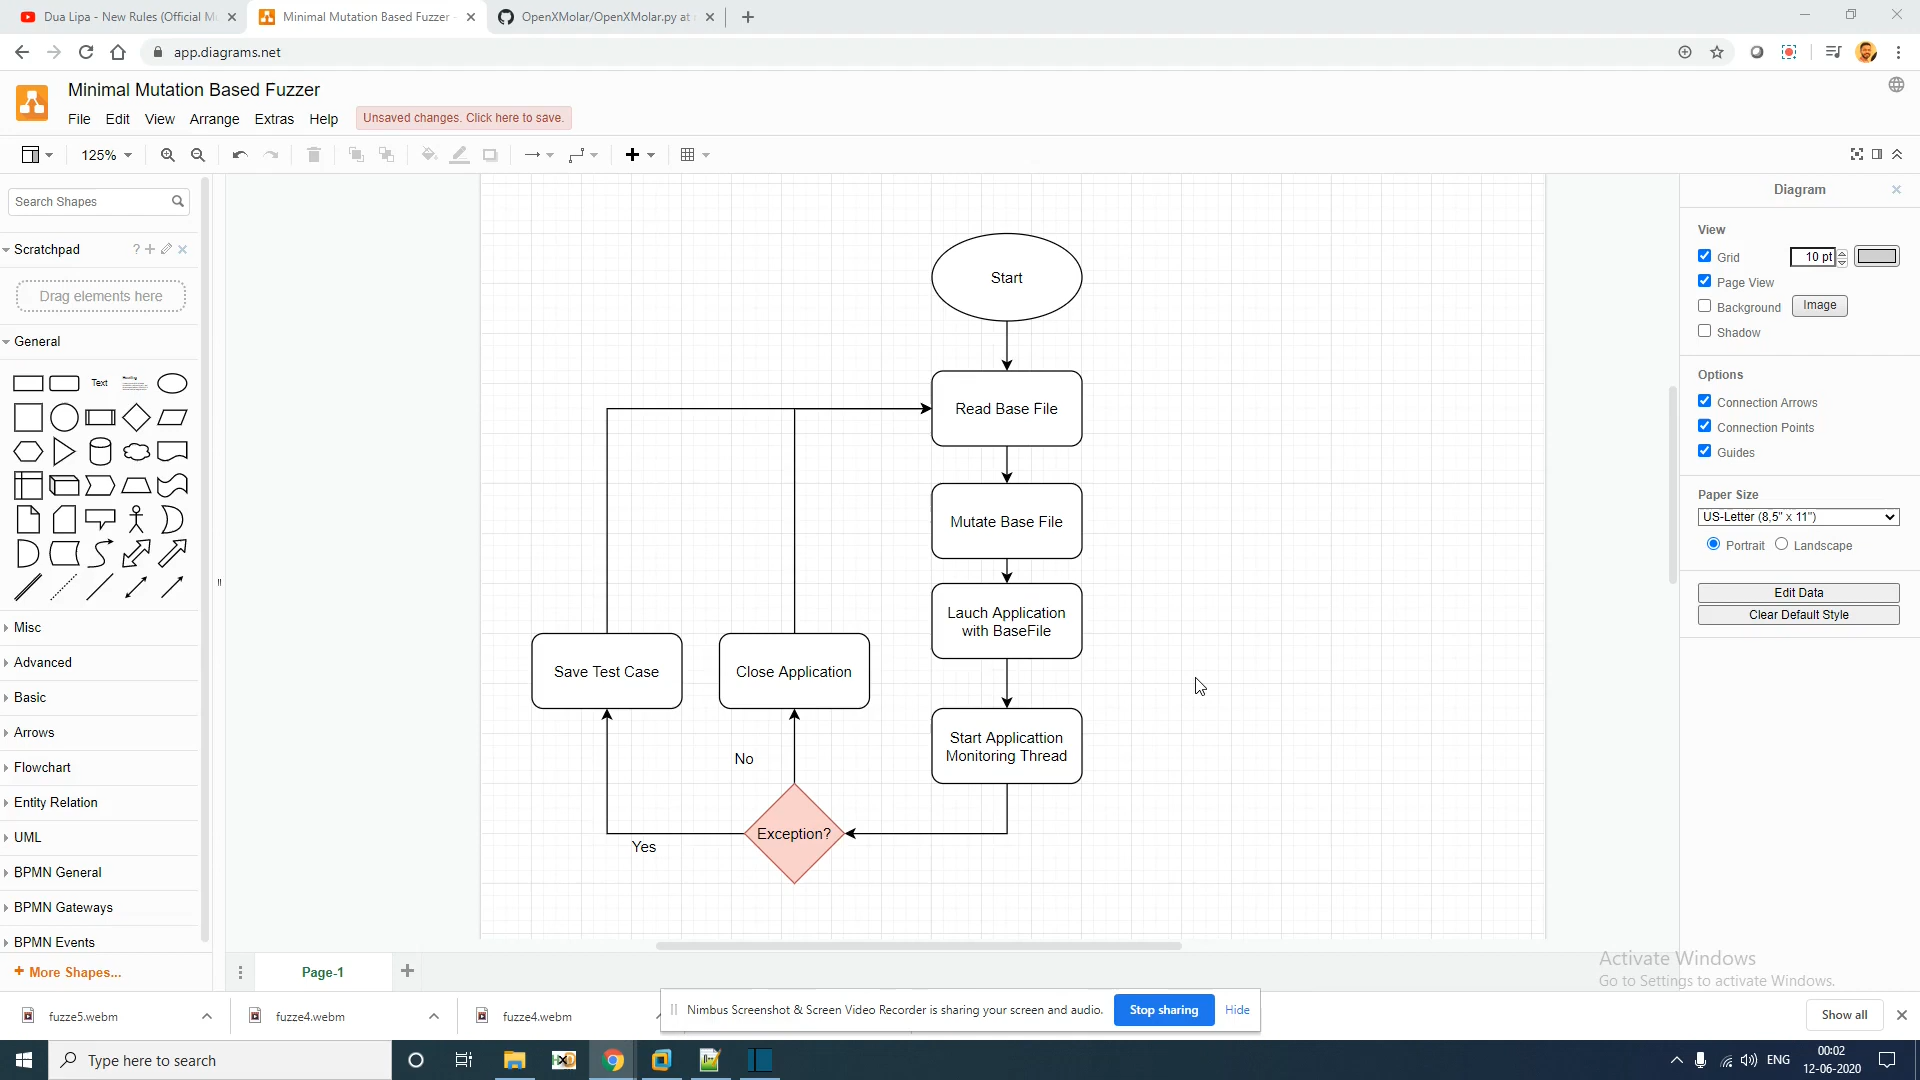 Dua Lipa - New Rules (Official M
Minimal Mutation Based Fuzzer
OpenXMolar/OpenXMolar.py at
app.diagrams.net
Minimal Mutation Based Fuzzer
File Edit View Arrange Extras Help
Unsaved changes. Click here to save.
125%
Search Shapes
Scratchpad
?
Drag elements here
General
Text
Heading
Misc
Advanced
Basic
Arrows
Flowchart
Entity Relation
UML
BPMN General
BPMN Gateways
BPMN Events
+ More Shapes...
Start
Read Base File
Mutate Base File
Lauch Application
with BaseFile
Start Applicattion
Monitoring Thread
Save Test Case
Close Application
No
Exception?
Yes
Diagram
View
Grid
10 pt
Page View
Background
Image
Shadow
Options
Connection Arrows
Connection Points
Guides
Paper Size
US-Letter (8,5" x 11")
Portrait
Landscape
Edit Data
Clear Default Style
Page-1
Activate Windows
Go to Settings to activate Windows.
fuzze5.webm
fuzze4.webm
fuzze4.webm
Nimbus Screenshot & Screen Video Recorder is sharing your screen and audio.
Stop sharing
Hide
Show all
Type here to search
HXD
ENG
00:02
12-06-2020